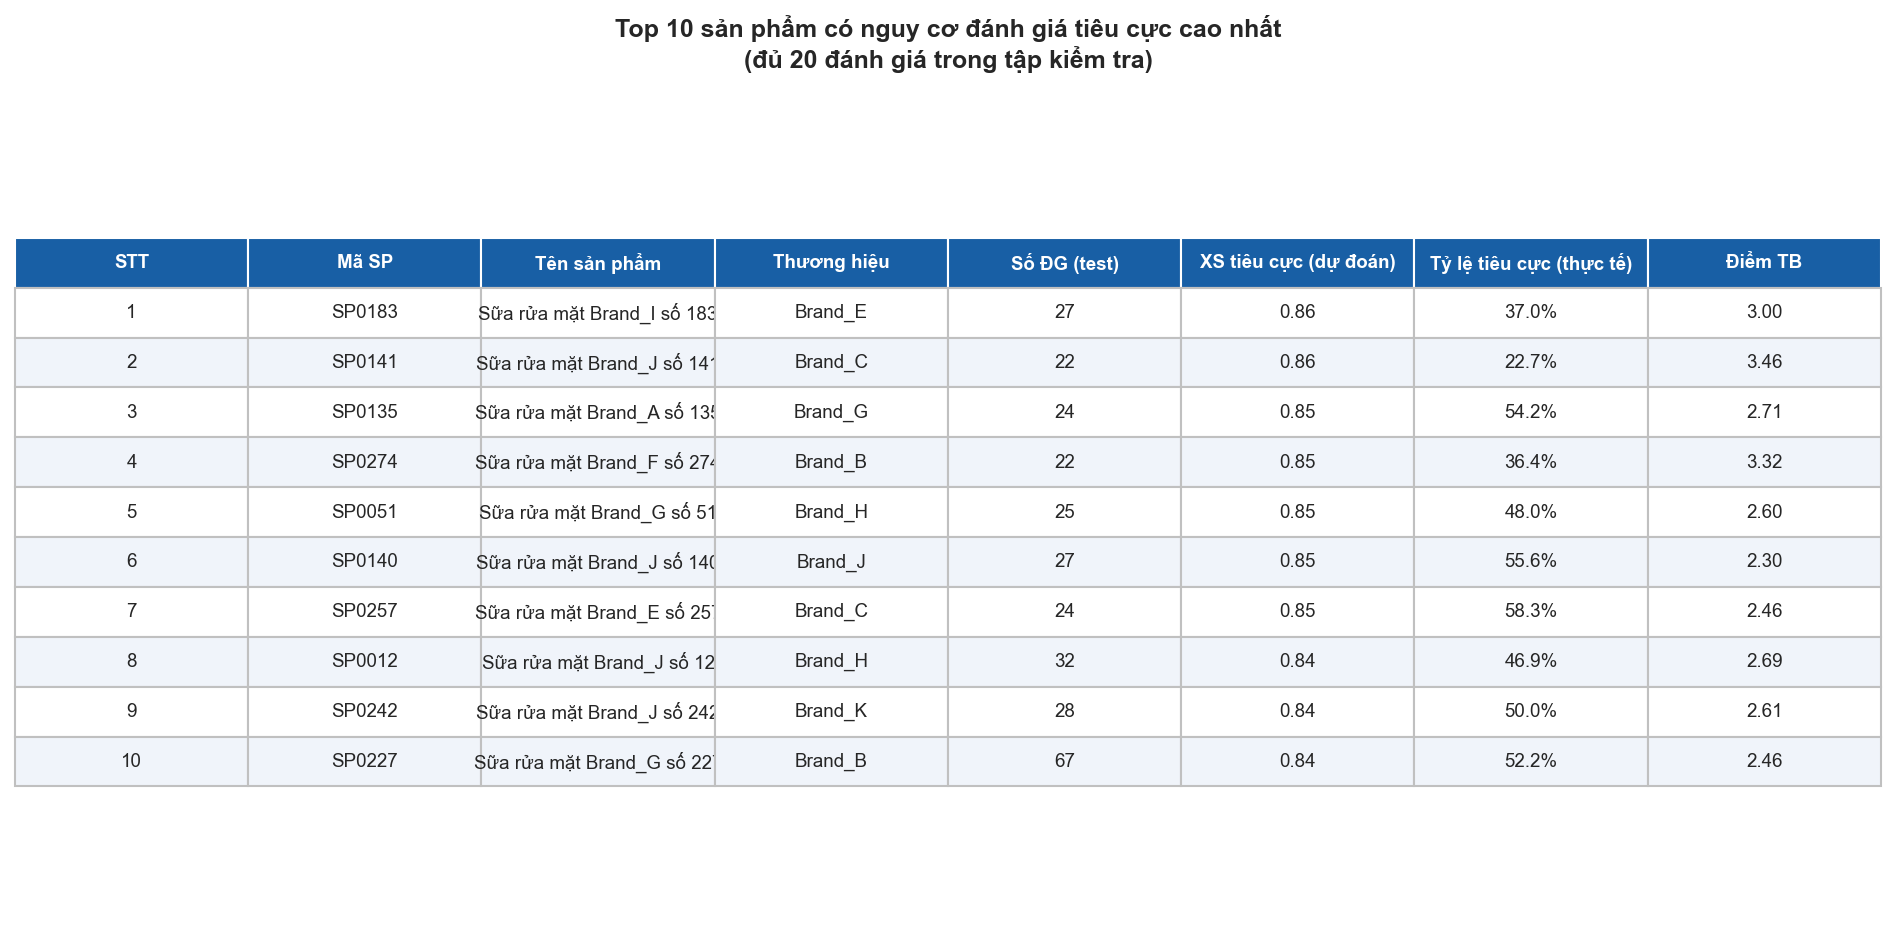 Top 10 sản phẩm có nguy cơ đánh giá tiêu cực cao nhất
(đủ 20 đánh giá trong tập kiểm tra)
STT Mã SP Tên sản phẩm Thương hiệu Số ĐG (test) XS tiêu cực (dự đoán) Tỷ lệ tiêu cực (thực tế) Điểm TB
1 SP0183 Sữa rửa mặt Brand_I số 183 Brand_E 27 0.86 37.0% 3.00
2 SP0141 Sữa rửa mặt Brand_J số 141 Brand_C 22 0.86 22.7% 3.46
3 SP0135 Sữa rửa mặt Brand_A số 135 Brand_G 24 0.85 54.2% 2.71
4 SP0274 Sữa rửa mặt Brand_F số 274 Brand_B 22 0.85 36.4% 3.32
5 SP0051 Sữa rửa mặt Brand_G số 51 Brand_H 25 0.85 48.0% 2.60
6 SP0140 Sữa rửa mặt Brand_J số 140 Brand_J 27 0.85 55.6% 2.30
7 SP0257 Sữa rửa mặt Brand_E số 257 Brand_C 24 0.85 58.3% 2.46
8 SP0012 Sữa rửa mặt Brand_J số 12 Brand_H 32 0.84 46.9% 2.69
9 SP0242 Sữa rửa mặt Brand_J số 242 Brand_K 28 0.84 50.0% 2.61
10 SP0227 Sữa rửa mặt Brand_G số 227 Brand_B 67 0.84 52.2% 2.46